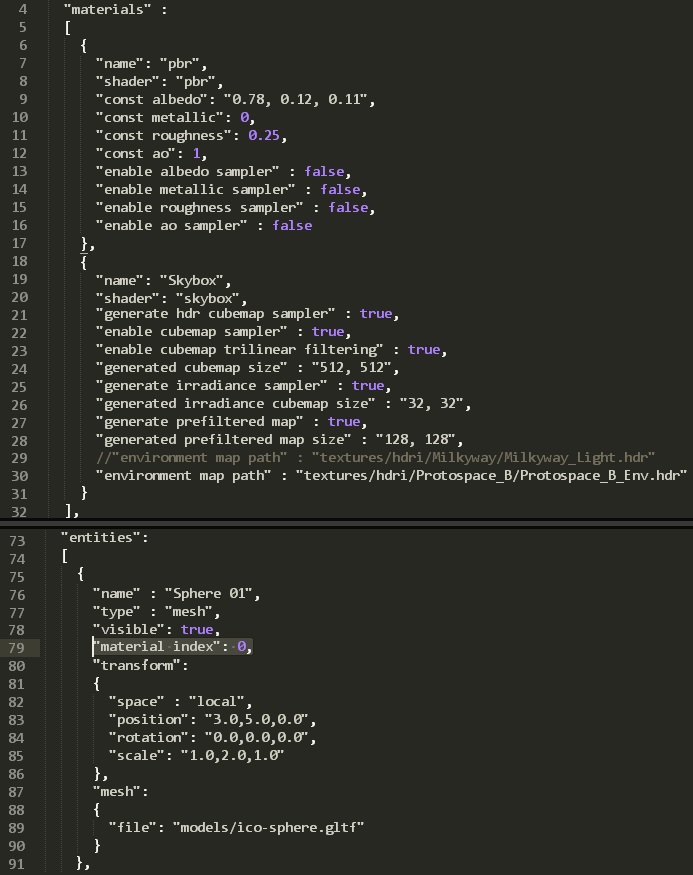 4 "materials" :
5 [
6 {
7 "name": "pbr",
8 "shader": "pbr",
9 "const albedo": "0.78, 0.12, 0.11",
10 "const metallic": 0,
11 "const roughness": 0.25,
12 "const ao": 1,
13 "enable albedo sampler" : false,
14 "enable metallic sampler" : false,
15 "enable roughness sampler" : false,
16 "enable ao sampler" : false
17 },
18 {
19 "name": "Skybox",
20 "shader": "skybox",
21 "generate hdr cubemap sampler" : true,
22 "enable cubemap sampler" : true,
23 "enable cubemap trilinear filtering" : true,
24 "generated cubemap size" : "512, 512",
25 "generate irradiance sampler" : true,
26 "generated irradiance cubemap size" : "32, 32",
27 "generate prefiltered map" : true,
28 "generated prefiltered map size" : "128, 128",
29 //"environment map path" : "textures/hdri/Milkyway/Milkyway_Light.hdr"
30 "environment map path" : "textures/hdri/Protospace_B/Protospace_B_Env.hdr"
31 }
32 ],
73 "entities":
74 [
75 {
76 "name" : "Sphere 01",
77 "type" : "mesh",
78 "visible": true,
79 "material index": 0,
80 "transform":
81 {
82 "space" : "local",
83 "position": "3.0,5.0,0.0",
84 "rotation": "0.0,0.0,0.0",
85 "scale": "1.0,2.0,1.0"
86 },
87 "mesh":
88 {
89 "file": "models/ico-sphere.gltf"
90 }
91 },